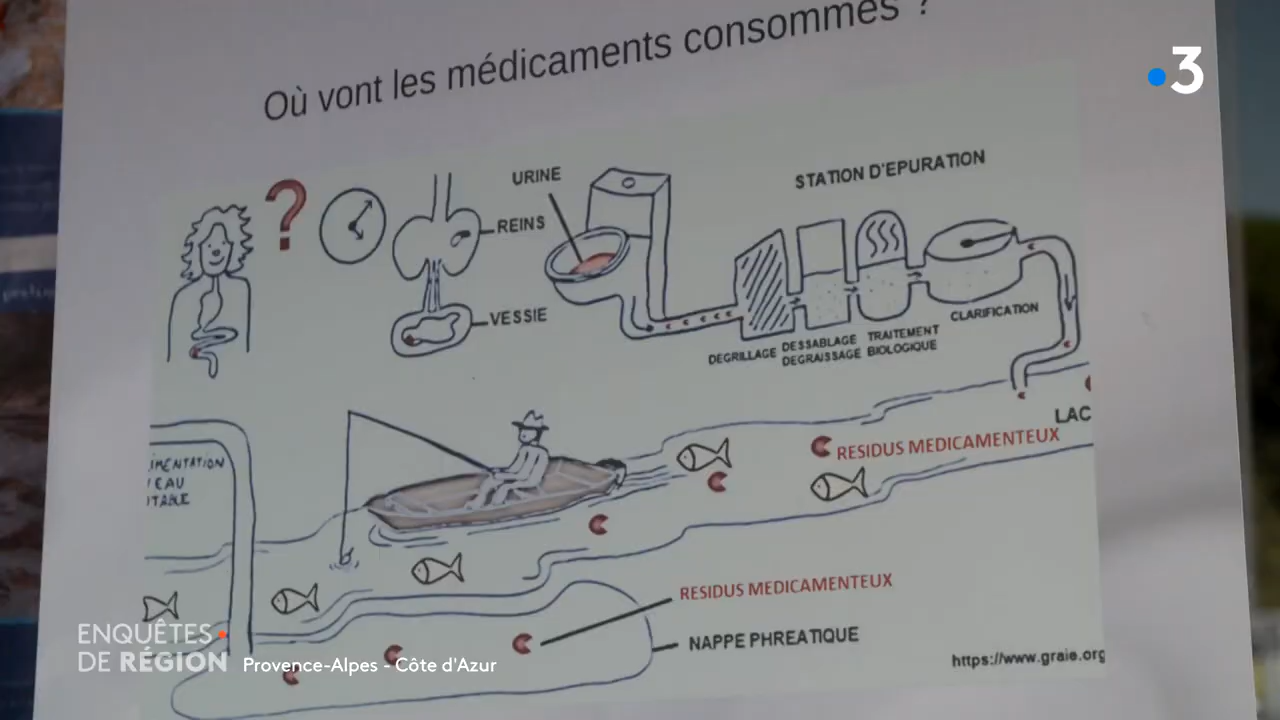 Où vont les médicaments consommés ?
3
URINE
STATION D'EPURATION
REINS
VESSIE
DEGRILLAGE
DESSABLAGE
DEGRAISSAGE
TRAITEMENT
BIOLOGIQUE
CLARIFICATION
LAC
RESIDUS MEDICAMENTEUX
EAU
RESIDUS MEDICAMENTEUX
NAPPE PHREATIQUE
https://www.graie.org
ENQUÊTES
DE RÉGION
Provence-Alpes - Côte d'Azur